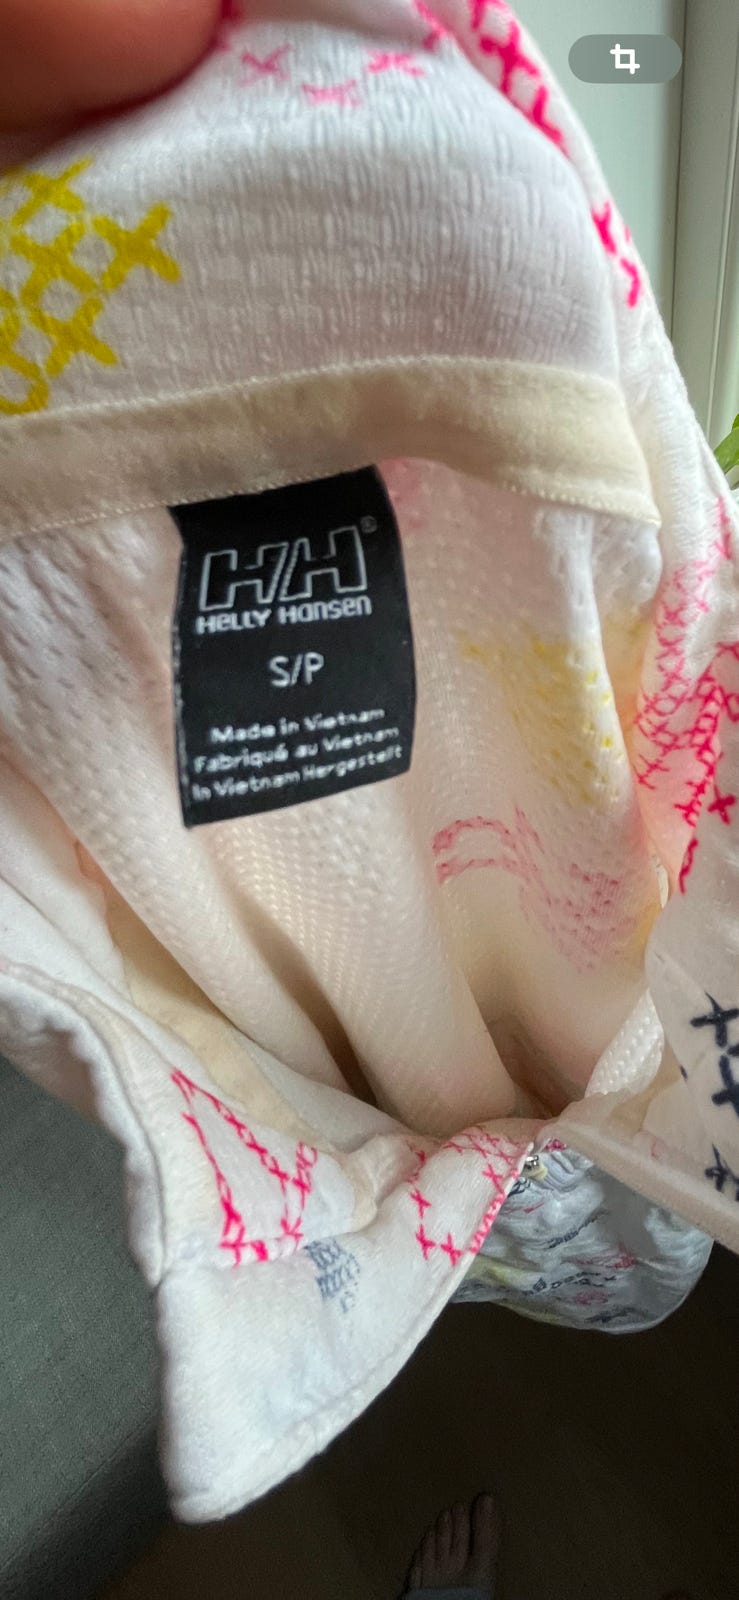 HH®
HELLY HANSEN
S/P
Made in Vietnam
Fabriqué au Vietnam
In Vietnam Hergestellt